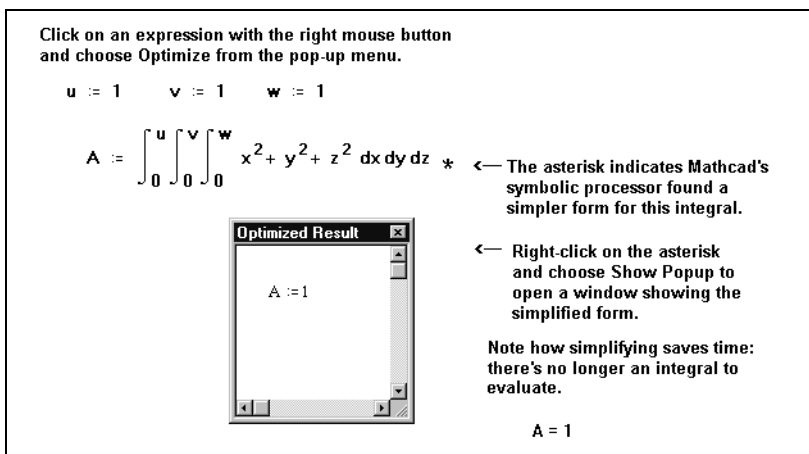 Click on an expression with the right mouse button
and choose Optimize from the pop-up menu.
u := 1 v := 1 w := 1
A := ∫₀ᵘ ∫₀ᵛ ∫₀ʷ x² + y² + z² dx dy dz *
← The asterisk indicates Mathcad's
symbolic processor found a
simpler form for this integral.
Optimized Result
A := 1
← Right-click on the asterisk
and choose Show Popup to
open a window showing the
simplified form.
Note how simplifying saves time:
there's no longer an integral to
evaluate.
A = 1